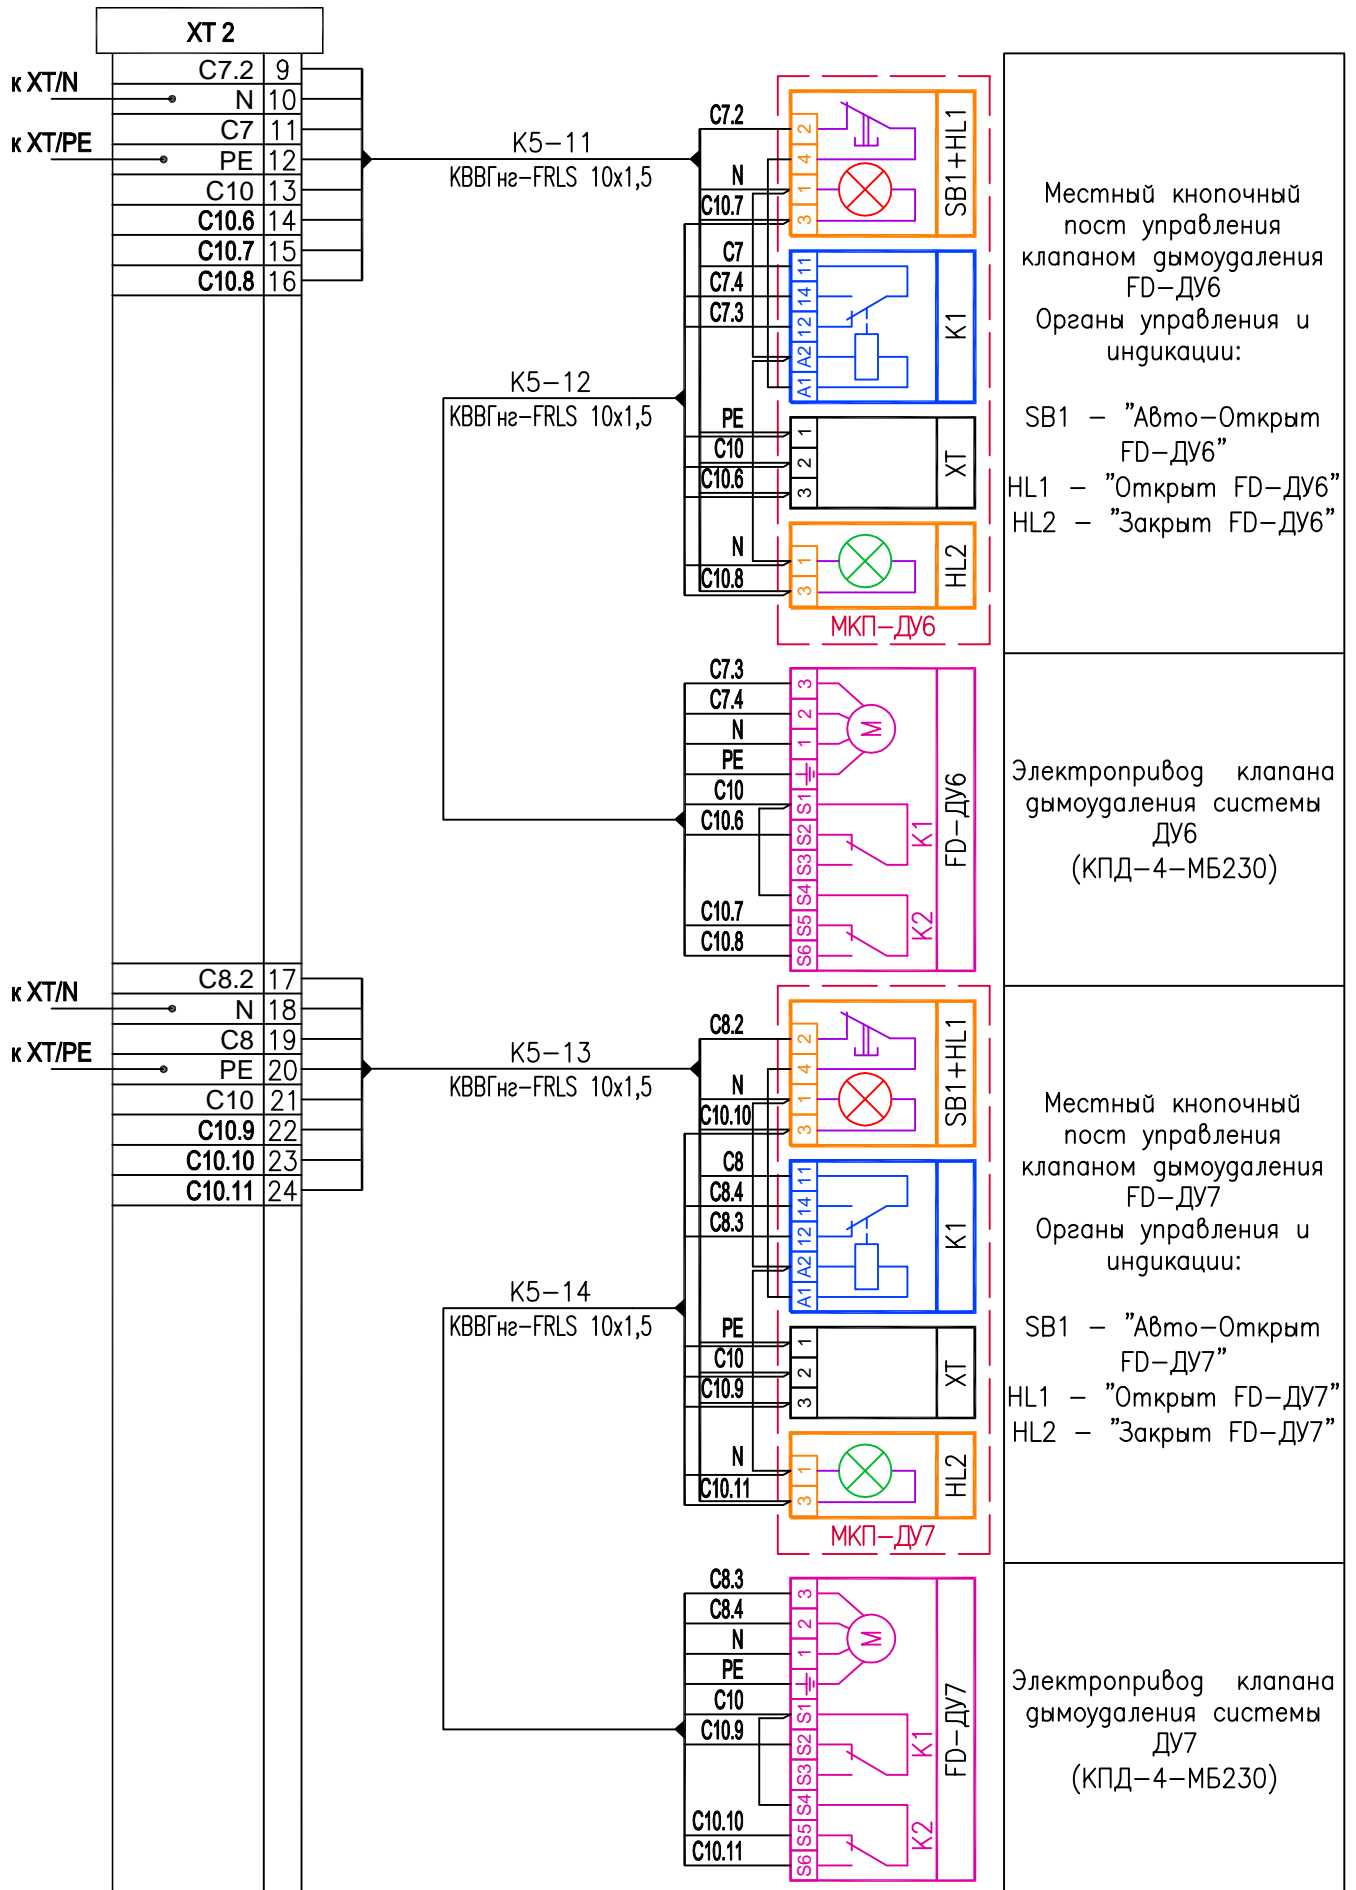 XT 2
C7.2 9
к XT/N
N 10
C7 11
к XT/PE
PE 12
C10 13
C10.6 14
C10.7 15
C10.8 16
K5-11
КВВГнг-FRLS 10x1,5
K5-12
КВВГнг-FRLS 10x1,5
C7.2
N
C10.7
C7
C7.4
C7.3
PE
C10
C10.6
N
C10.8
2
4
1
3
SB1+HL1
11
14
12
A2
A1
K1
1
2
3
XT
1
3
HL2
МКП-ДУ6
Местный кнопочный
пост управления
клапаном дымоудаления
FD-ДУ6
Органы управления и
индикации:
SB1 - "Авто-Открыт
FD-ДУ6"
HL1 - "Открыт FD-ДУ6"
HL2 - "Закрыт FD-ДУ6"
C7.3
C7.4
N
PE
C10
C10.6
C10.7
C10.8
3
2
1
S1
S2
S3
S4
S5
S6
M
K1
K2
FD-ДУ6
Электропривод клапана
дымоудаления системы
ДУ6
(КПД-4-МБ230)
C8.2 17
к XT/N
N 18
C8 19
к XT/PE
PE 20
C10 21
C10.9 22
C10.10 23
C10.11 24
K5-13
КВВГнг-FRLS 10x1,5
K5-14
КВВГнг-FRLS 10x1,5
C8.2
N
C10.10
C8
C8.4
C8.3
PE
C10
C10.9
N
C10.11
2
4
1
3
SB1+HL1
11
14
12
A2
A1
K1
1
2
3
XT
1
3
HL2
МКП-ДУ7
Местный кнопочный
пост управления
клапаном дымоудаления
FD-ДУ7
Органы управления и
индикации:
SB1 - "Авто-Открыт
FD-ДУ7"
HL1 - "Открыт FD-ДУ7"
HL2 - "Закрыт FD-ДУ7"
C8.3
C8.4
N
PE
C10
C10.9
C10.10
C10.11
3
2
1
S1
S2
S3
S4
S5
S6
M
K1
K2
FD-ДУ7
Электропривод клапана
дымоудаления системы
ДУ7
(КПД-4-МБ230)